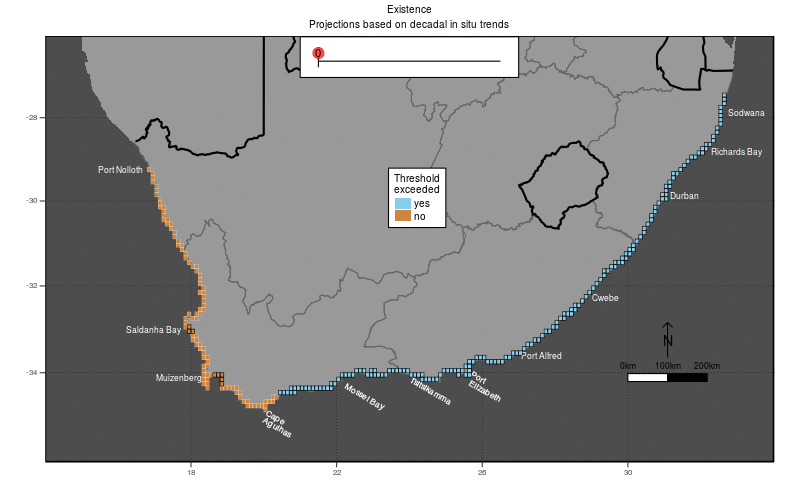 Existence
Projections based on decadal in situ trends
0
-28
-30
-32
-34
18
22
26
30
Sodwana
Richards Bay
Port Nolloth
Threshold
exceeded
yes
no
Durban
Cwebe
Saldanha Bay
N
Port Alfred
0km 100km 200km
Muizenberg
Mossel Bay
Tsitsikamma
Port
Elizabeth
Cape
Agulhas